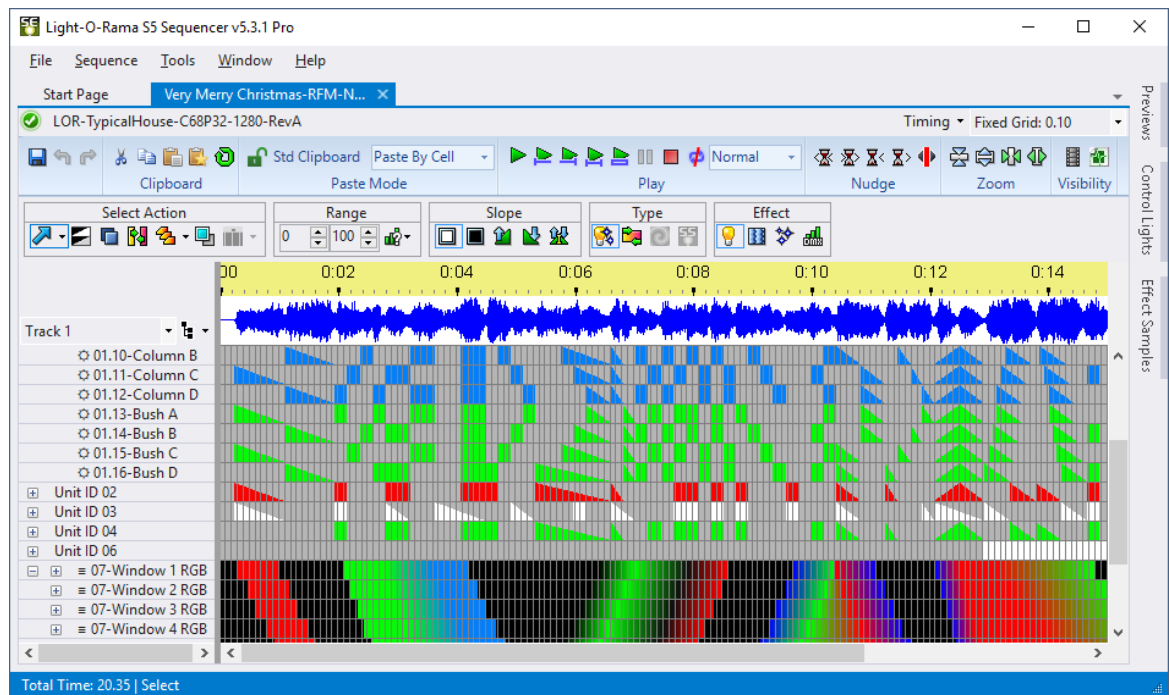 Light-O-Rama S5 Sequencer v5.3.1 Pro
File Sequence Tools Window Help
Start Page Very Merry Christmas-RFM-N...
LOR-TypicalHouse-C68P32-1280-RevA Timing Fixed Grid: 0.10
Std Clipboard Paste By Cell Normal
Clipboard Paste Mode Play Nudge Zoom Visibility
Select Action Range Slope Type Effect
0 100 S5 DMX
00 0:02 0:04 0:06 0:08 0:10 0:12 0:14
Track 1
01.10-Column B
01.11-Column C
01.12-Column D
01.13-Bush A
01.14-Bush B
01.15-Bush C
01.16-Bush D
Unit ID 02
Unit ID 03
Unit ID 04
Unit ID 06
07-Window 1 RGB
07-Window 2 RGB
07-Window 3 RGB
07-Window 4 RGB
Total Time: 20.35 | Select
Previews
Control Lights
Effect Samples